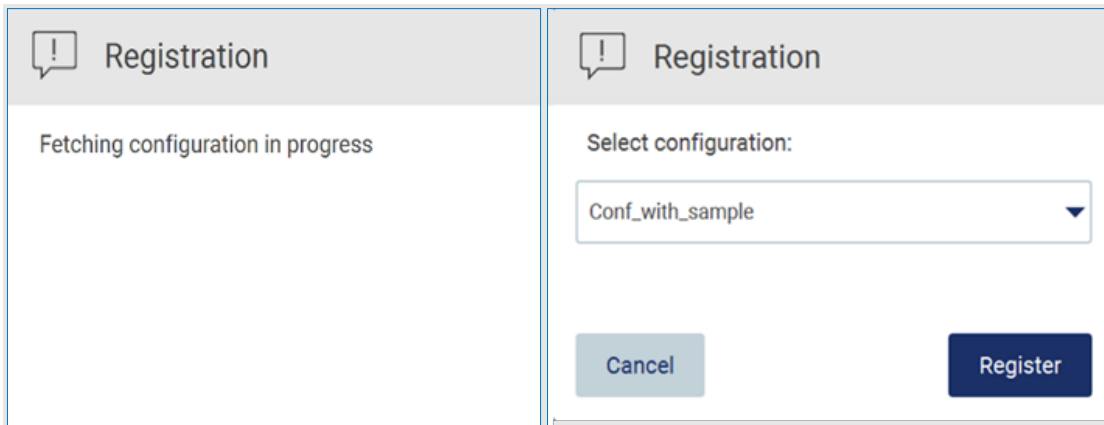 Registration
Fetching configuration in progress
Registration
Select configuration:
Conf_with_sample
Cancel
Register